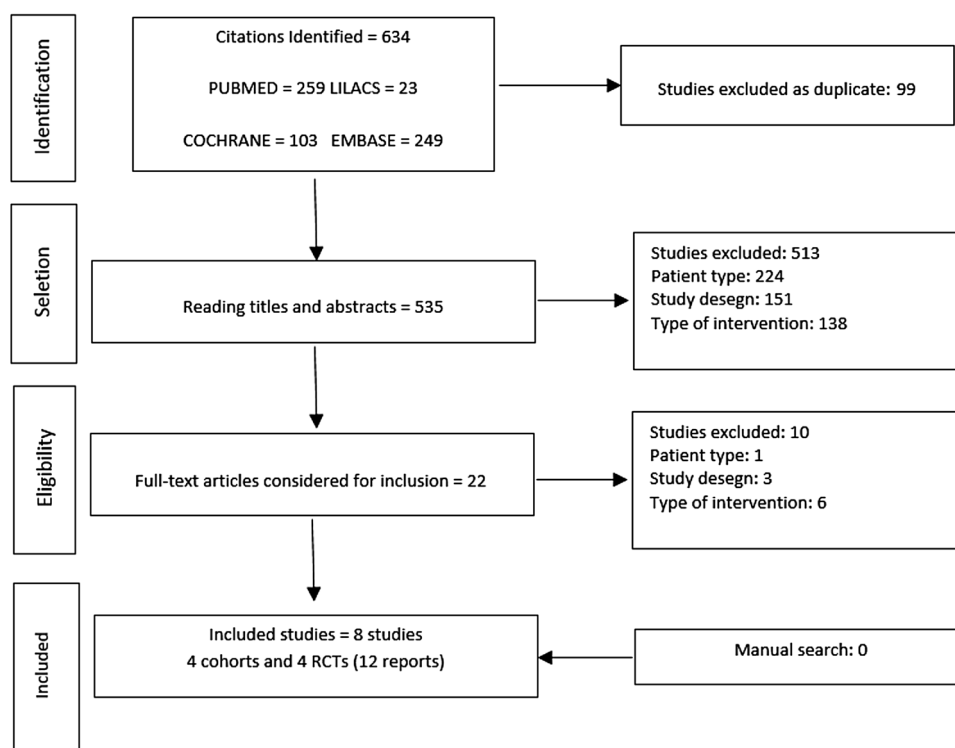 Identification
Citations Identified = 634
PUBMED = 259 LILACS = 23
COCHRANE = 103 EMBASE = 249
Studies excluded as duplicate: 99
Seletion
Reading titles and abstracts = 535
Studies excluded: 513
Patient type: 224
Study desegn: 151
Type of intervention: 138
Eligibility
Full-text articles considered for inclusion = 22
Studies excluded: 10
Patient type: 1
Study desegn: 3
Type of intervention: 6
Included
Included studies = 8 studies
4 cohorts and 4 RCTs (12 reports)
Manual search: 0